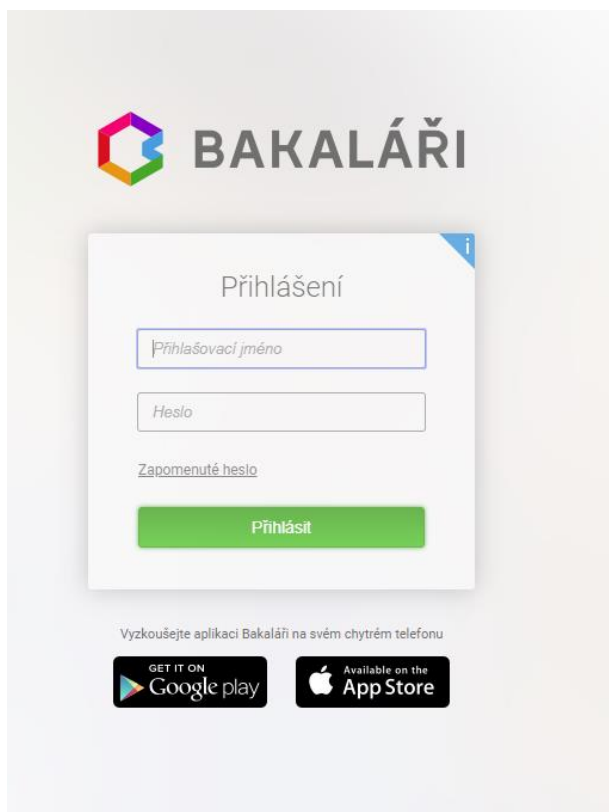 BAKALÁŘI
i
Přihlášení
Přihlašovací jméno
Heslo
Zapomenuté heslo
Přihlásit
Vyzkoušejte aplikaci Bakaláři na svém chytrém telefonu
GET IT ON
Google play
Available on the
App Store